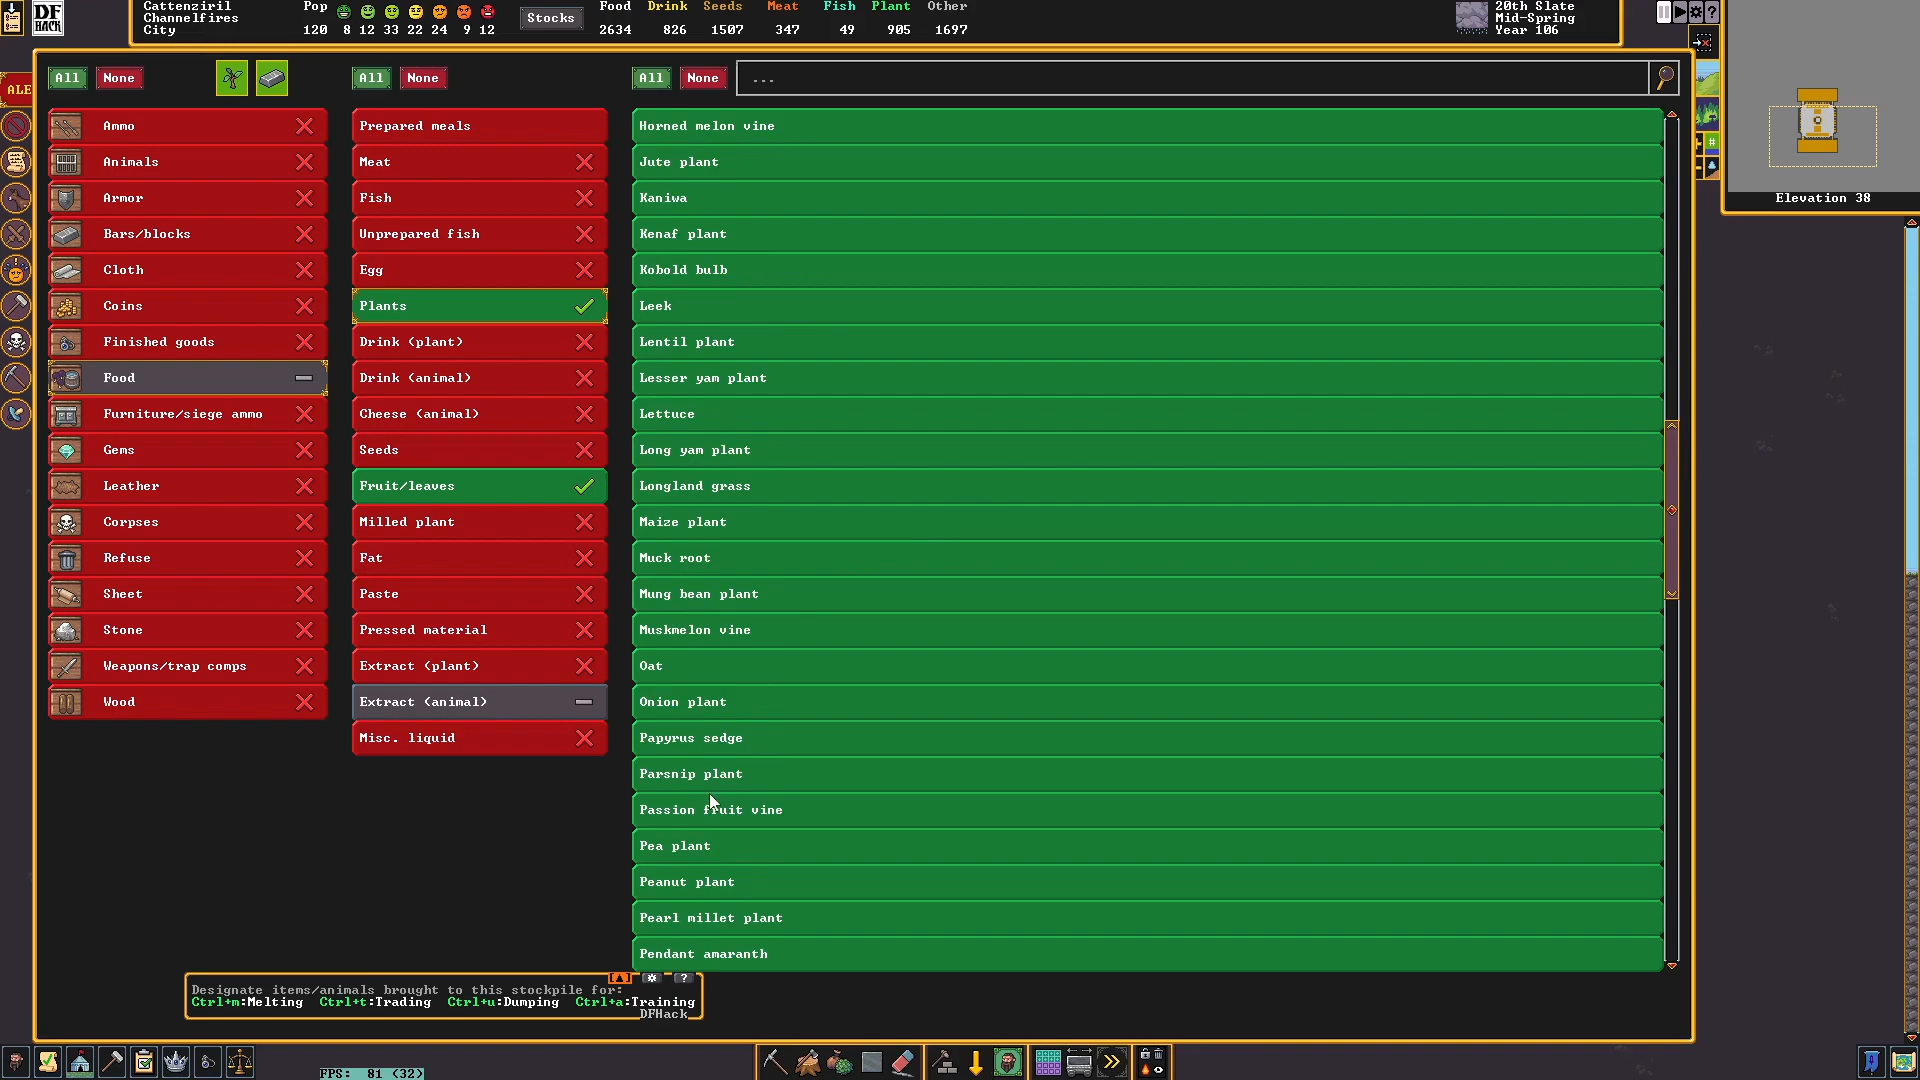 DF HACK
Cattenziril
Channelfires
City
Pop
120 8 12 33 22 24 9 12
Stocks
Food Drink Seeds Meat Fish Plant Other
2634 826 1507 347 49 905 1697
20th Slate
Mid-Spring
Year 106
ALE
All None
All None
All None ...
Ammo
Animals
Armor
Bars/blocks
Cloth
Coins
Finished goods
Food
Furniture/siege ammo
Gems
Leather
Corpses
Refuse
Sheet
Stone
Weapons/trap comps
Wood
Prepared meals
Meat
Fish
Unprepared fish
Egg
Plants
Drink (plant)
Drink (animal)
Cheese (animal)
Seeds
Fruit/leaves
Milled plant
Fat
Paste
Pressed material
Extract (plant)
Extract (animal)
Misc. liquid
Horned melon vine
Jute plant
Kaniwa
Kenaf plant
Kobold bulb
Leek
Lentil plant
Lesser yam plant
Lettuce
Long yam plant
Longland grass
Maize plant
Muck root
Mung bean plant
Muskmelon vine
Oat
Onion plant
Papyrus sedge
Parsnip plant
Passion fruit vine
Pea plant
Peanut plant
Pearl millet plant
Pendant amaranth
Elevation 38
Designate items/animals brought to this stockpile for:
Ctrl+m:Melting Ctrl+t:Trading Ctrl+u:Dumping Ctrl+a:Training
DFHack
FPS: 81 (32)